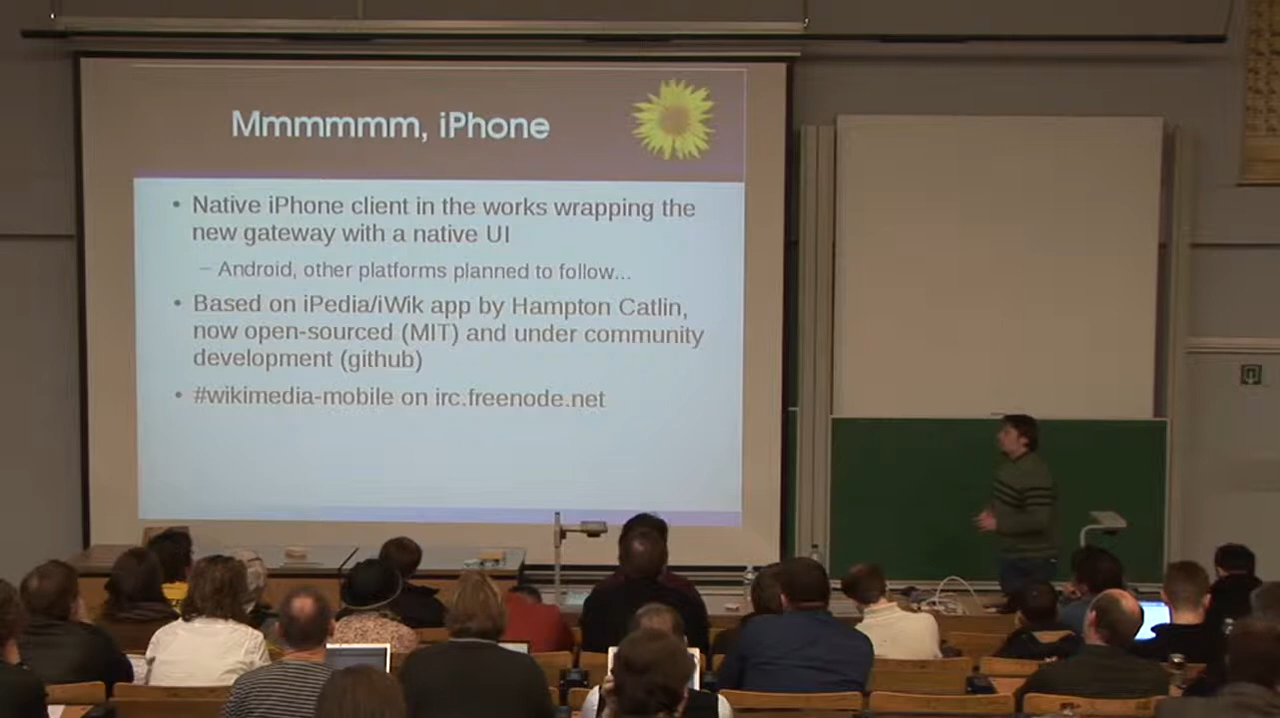 Mmmmmm, iPhone
• Native iPhone client in the works wrapping the
new gateway with a native UI
– Android, other platforms planned to follow...
• Based on iPedia/iWik app by Hampton Catlin,
now open-sourced (MIT) and under community
development (github)
• #wikimedia-mobile on irc.freenode.net